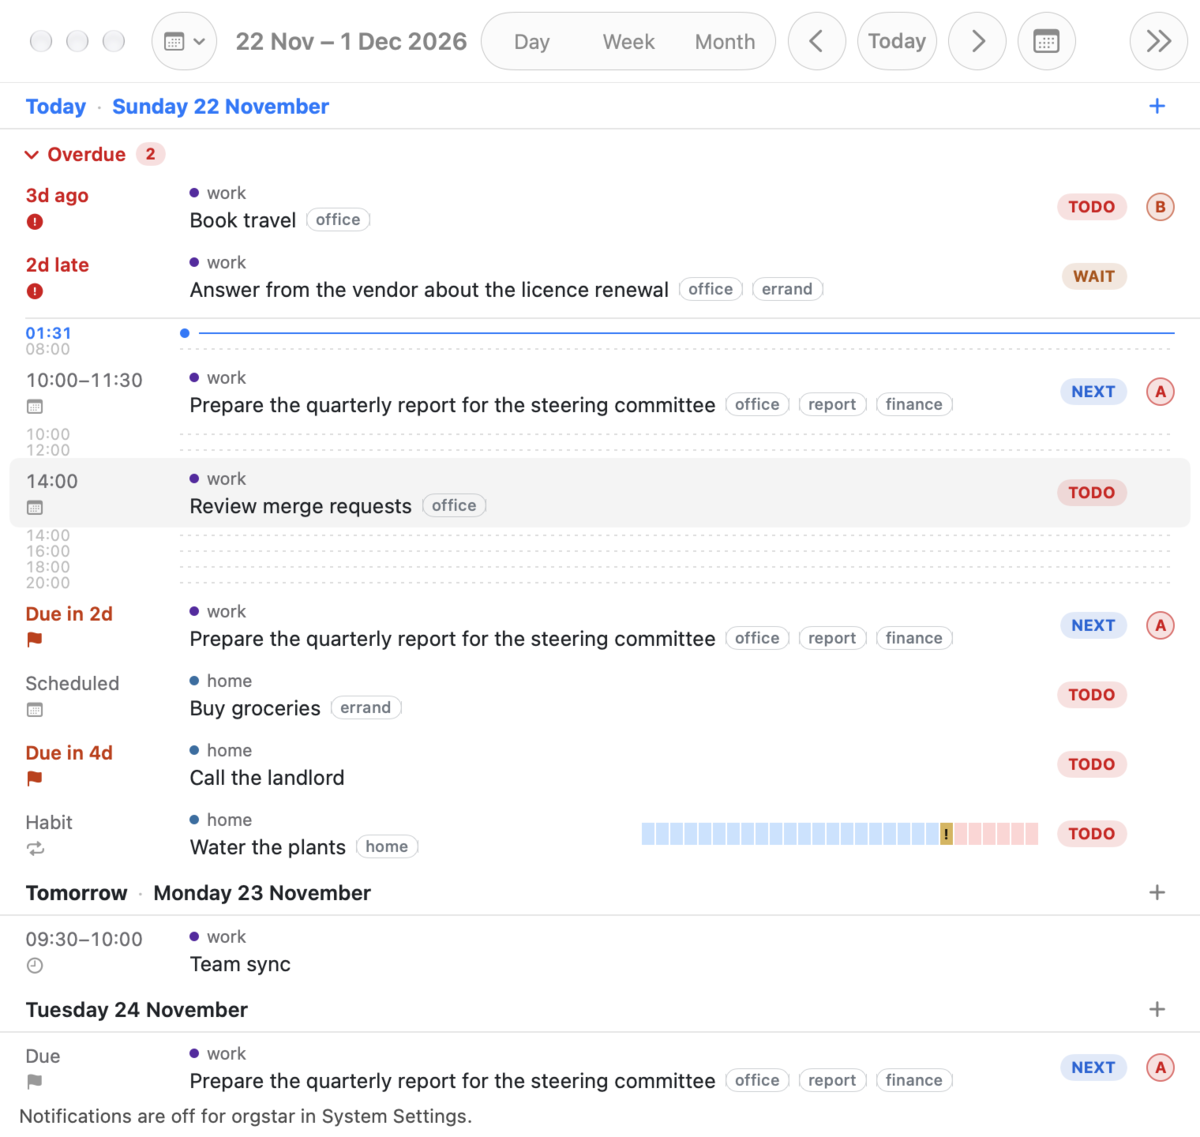 22 Nov – 1 Dec 2026 Day Week Month Today
Today · Sunday 22 November +
Overdue 2
3d ago work
Book travel office TODO B
2d late work
Answer from the vendor about the licence renewal office errand WAIT
01:31
08:00
10:00–11:30 work
Prepare the quarterly report for the steering committee office report finance NEXT A
10:00
12:00
14:00 work
Review merge requests office TODO
14:00
16:00
18:00
20:00
Due in 2d work
Prepare the quarterly report for the steering committee office report finance NEXT A
Scheduled home
Buy groceries errand TODO
Due in 4d home
Call the landlord TODO
Habit home
Water the plants home ! TODO
Tomorrow · Monday 23 November +
09:30–10:00 work
Team sync
Tuesday 24 November +
Due work
Prepare the quarterly report for the steering committee office report finance NEXT A
Notifications are off for orgstar in System Settings.